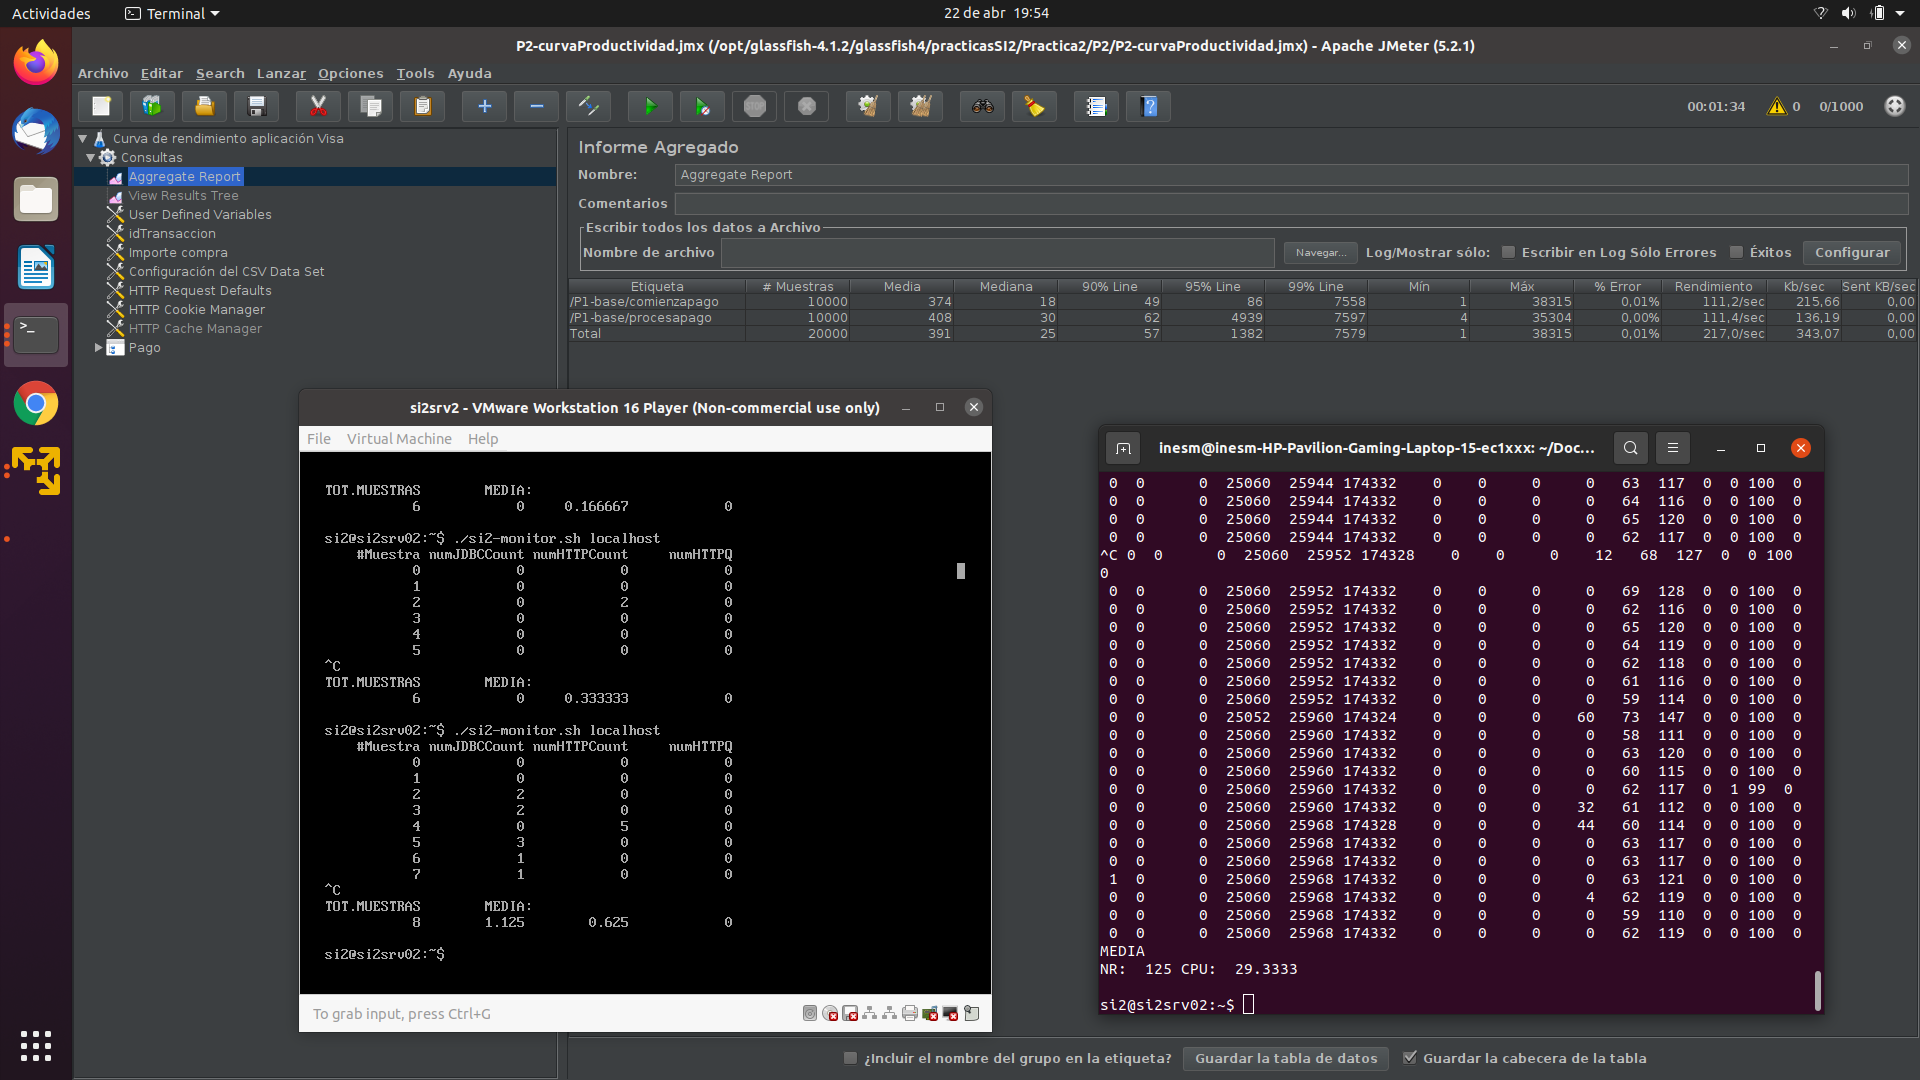 Actividades
Terminal
22 de abr 19:54
P2-curvaProductividad.jmx (/opt/glassfish-4.1.2/glassfish4/practicasSI2/Practica2/P2/P2-curvaProductividad.jmx) - Apache JMeter (5.2.1)
Archivo Editar Search Lanzar Opciones Tools Ayuda
00:01:34 0 0/1000
Curva de rendimiento aplicación Visa
Consultas
Aggregate Report
View Results Tree
User Defined Variables
idTransaccion
Importe compra
Configuración del CSV Data Set
HTTP Request Defaults
HTTP Cookie Manager
HTTP Cache Manager
Pago
Informe Agregado
Nombre: Aggregate Report
Comentarios
Escribir todos los datos a Archivo
Nombre de archivo Navegar... Log/Mostrar sólo: Escribir en Log Sólo Errores Éxitos Configurar
Etiqueta # Muestras Media Mediana 90% Line 95% Line 99% Line Mín Máx % Error Rendimiento Kb/sec Sent KB/sec
/P1-base/comienzapago 10000 374 18 49 86 7558 1 38315 0,01% 111,2/sec 215,66 0,00
/P1-base/procesapago 10000 408 30 62 4939 7597 4 35304 0,00% 111,4/sec 136,19 0,00
Total 20000 391 25 57 1382 7579 1 38315 0,01% 217,0/sec 343,07 0,00
si2srv2 - VMware Workstation 16 Player (Non-commercial use only)
File Virtual Machine Help
TOT.MUESTRAS MEDIA:
6 0 0.166667 0
si2@si2srv02:~$ ./si2-monitor.sh localhost
#Muestra numJDBCCount numHTTPCount numHTTPQ
0 0 0 0
1 0 0 0
2 0 2 0
3 0 0 0
4 0 0 0
5 0 0 0
^C
TOT.MUESTRAS MEDIA:
6 0 0.333333 0
si2@si2srv02:~$ ./si2-monitor.sh localhost
#Muestra numJDBCCount numHTTPCount numHTTPQ
0 0 0 0
1 0 0 0
2 2 0 0
3 2 0 0
4 0 5 0
5 3 0 0
6 1 0 0
7 1 0 0
^C
TOT.MUESTRAS MEDIA:
8 1.125 0.625 0
si2@si2srv02:~$
To grab input, press Ctrl+G
inesm@inesm-HP-Pavilion-Gaming-Laptop-15-ec1xxx: ~/Doc...
0 0 0 25060 25944 174332 0 0 0 0 63 117 0 0 100 0
0 0 0 25060 25944 174332 0 0 0 0 64 116 0 0 100 0
0 0 0 25060 25944 174332 0 0 0 0 65 120 0 0 100 0
0 0 0 25060 25944 174332 0 0 0 0 62 117 0 0 100 0
^C 0 0 0 25060 25952 174328 0 0 0 12 68 127 0 0 100
0
0 0 0 25060 25952 174332 0 0 0 0 69 128 0 0 100 0
0 0 0 25060 25952 174332 0 0 0 0 62 116 0 0 100 0
0 0 0 25060 25952 174332 0 0 0 0 65 120 0 0 100 0
0 0 0 25060 25952 174332 0 0 0 0 64 119 0 0 100 0
0 0 0 25060 25952 174332 0 0 0 0 62 118 0 0 100 0
0 0 0 25060 25952 174332 0 0 0 0 61 116 0 0 100 0
0 0 0 25060 25952 174332 0 0 0 0 59 114 0 0 100 0
0 0 0 25052 25960 174324 0 0 0 60 73 147 0 0 100 0
0 0 0 25060 25960 174332 0 0 0 0 58 111 0 0 100 0
0 0 0 25060 25960 174332 0 0 0 0 63 120 0 0 100 0
0 0 0 25060 25960 174332 0 0 0 0 60 115 0 0 100 0
0 0 0 25060 25960 174332 0 0 0 0 62 117 0 1 99 0
0 0 0 25060 25960 174332 0 0 0 32 61 112 0 0 100 0
0 0 0 25060 25968 174328 0 0 0 44 60 114 0 0 100 0
0 0 0 25060 25968 174332 0 0 0 0 63 117 0 0 100 0
0 0 0 25060 25968 174332 0 0 0 0 63 117 0 0 100 0
1 0 0 25060 25968 174332 0 0 0 0 63 121 0 0 100 0
0 0 0 25060 25968 174332 0 0 0 4 62 119 0 0 100 0
0 0 0 25060 25968 174332 0 0 0 0 59 110 0 0 100 0
0 0 0 25060 25968 174332 0 0 0 0 62 119 0 0 100 0
MEDIA
NR: 125 CPU: 29.3333
si2@si2srv02:~$
¿Incluir el nombre del grupo en la etiqueta? Guardar la tabla de datos Guardar la cabecera de la tabla